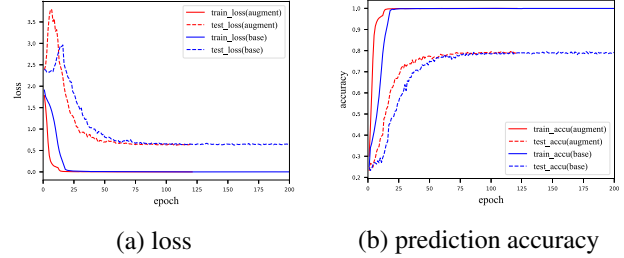 train_loss(augment)
test_loss(augment)
train_loss(base)
test_loss(base)
3.5
3.0
2.5
2.0
1.5
1.0
0.5
0.0
loss
0 25 50 75 100 125 150 175 200
epoch
(a) loss
1.0
0.9
0.8
0.7
0.6
0.5
0.4
0.3
0.2
accuracy
train_accu(augment)
test_accu(augment)
train_accu(base)
test_accu(base)
0 25 50 75 100 125 150 175 200
epoch
(b) prediction accuracy